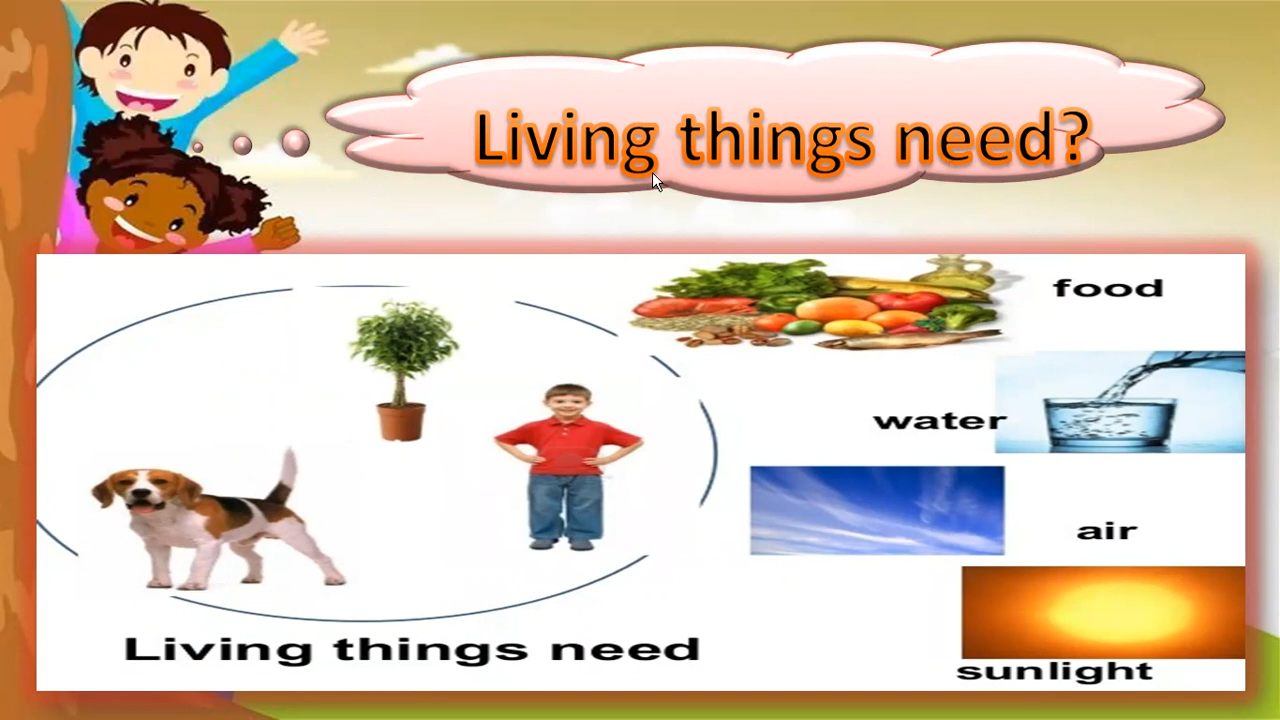 Living things need?
food
water
air
sunlight
Living things need